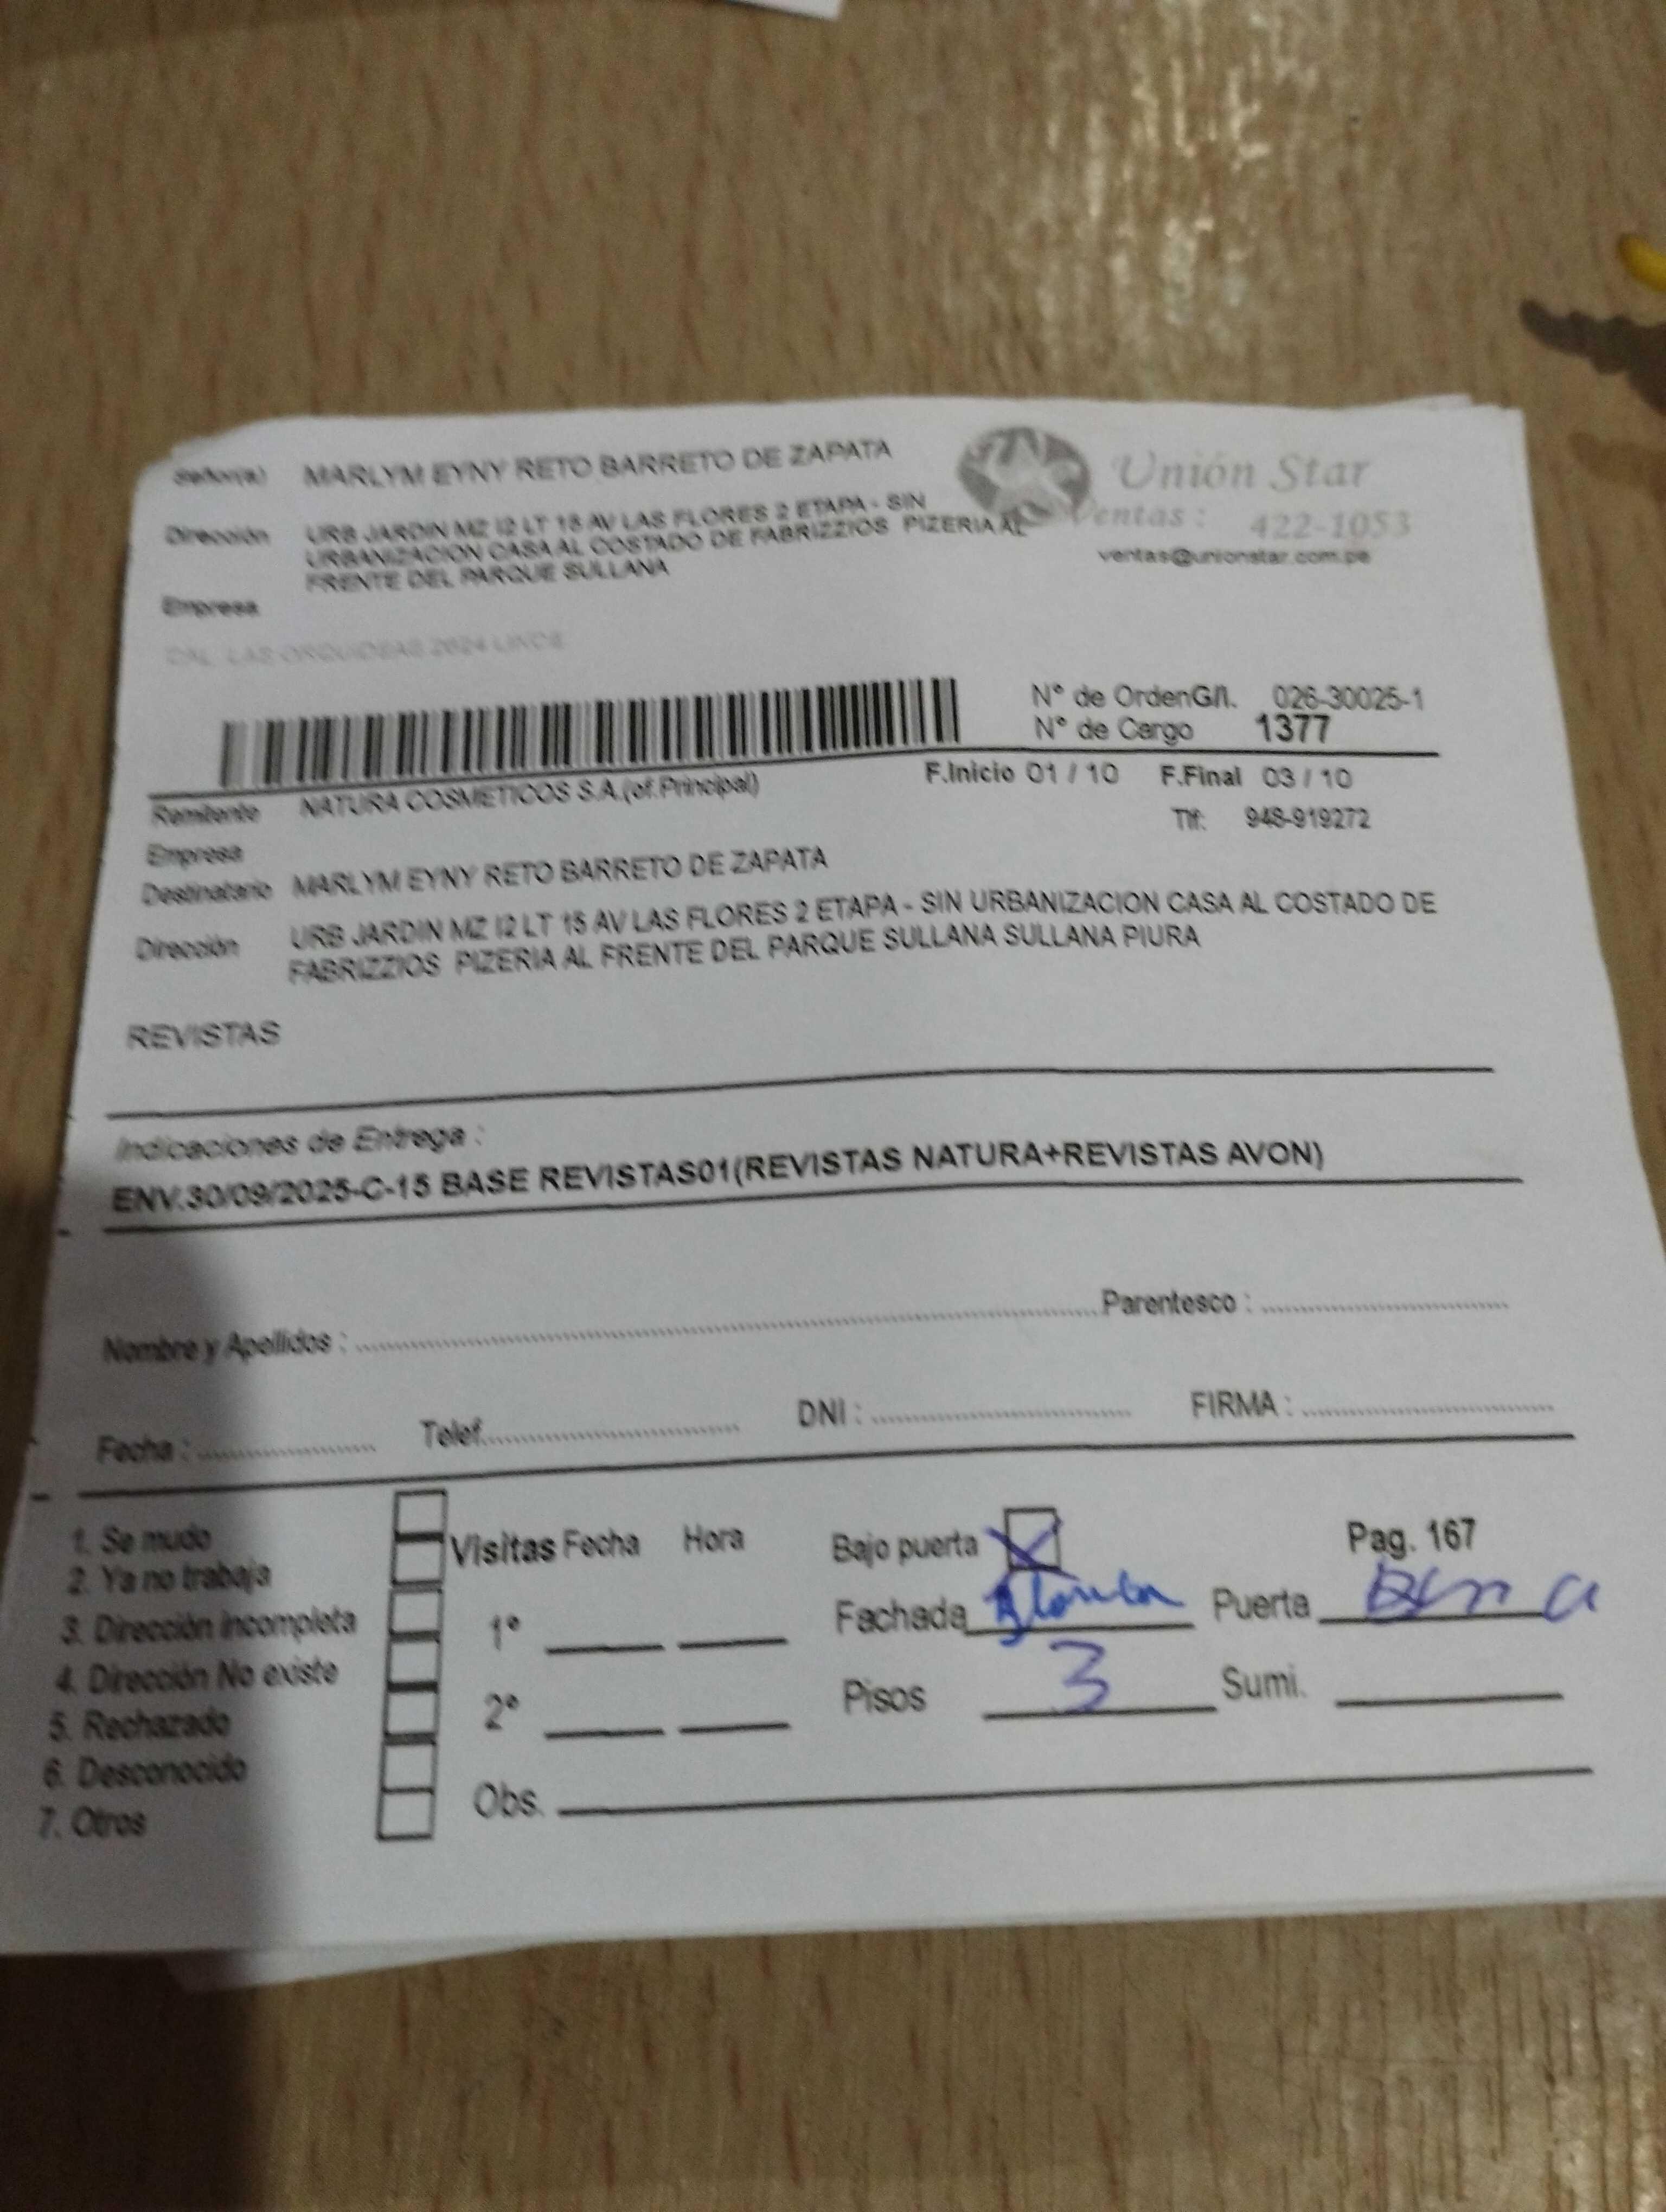 Señor(a) MARLYM EYNY RETO BARRETO DE ZAPATA
Unión Star
Ventas : 422-1053
ventas@unionstar.com.pe
Dirección URB JARDIN MZ I2 LT 15 AV LAS FLORES 2 ETAPA - SIN
URBANIZACION CASA AL COSTADO DE FABRIZZIOS PIZERIA AL
FRENTE DEL PARQUE SULLANA
Empresa
CAL. LAS ORQUIDEAS 2624 LINCE
N° de OrdenG/I. 026-30025-1
N° de Cargo 1377
F.Inicio 01 / 10 F.Final 03 / 10
Remitente NATURA COSMETICOS S.A.(of.Principal)
Tlf: 948-919272
Empresa
Destinatario MARLYM EYNY RETO BARRETO DE ZAPATA
Dirección URB JARDIN MZ I2 LT 15 AV LAS FLORES 2 ETAPA - SIN URBANIZACION CASA AL COSTADO DE
FABRIZZIOS PIZERIA AL FRENTE DEL PARQUE SULLANA SULLANA PIURA
REVISTAS
Indicaciones de Entrega :
ENV.30/09/2025-C-15 BASE REVISTAS01(REVISTAS NATURA+REVISTAS AVON)
Nombre y Apellidos : Parentesco :
Fecha : Telef. DNI : FIRMA :
1. Se mudo
2. Ya no trabaja
3. Dirección incompleta
4. Dirección No existe
5. Rechazado
6. Desconocido
7. Otros
Visitas Fecha Hora
1°
2°
Obs.
Bajo puerta X Pag. 167
Fachada Blanca Puerta
Pisos 3 Sumi.